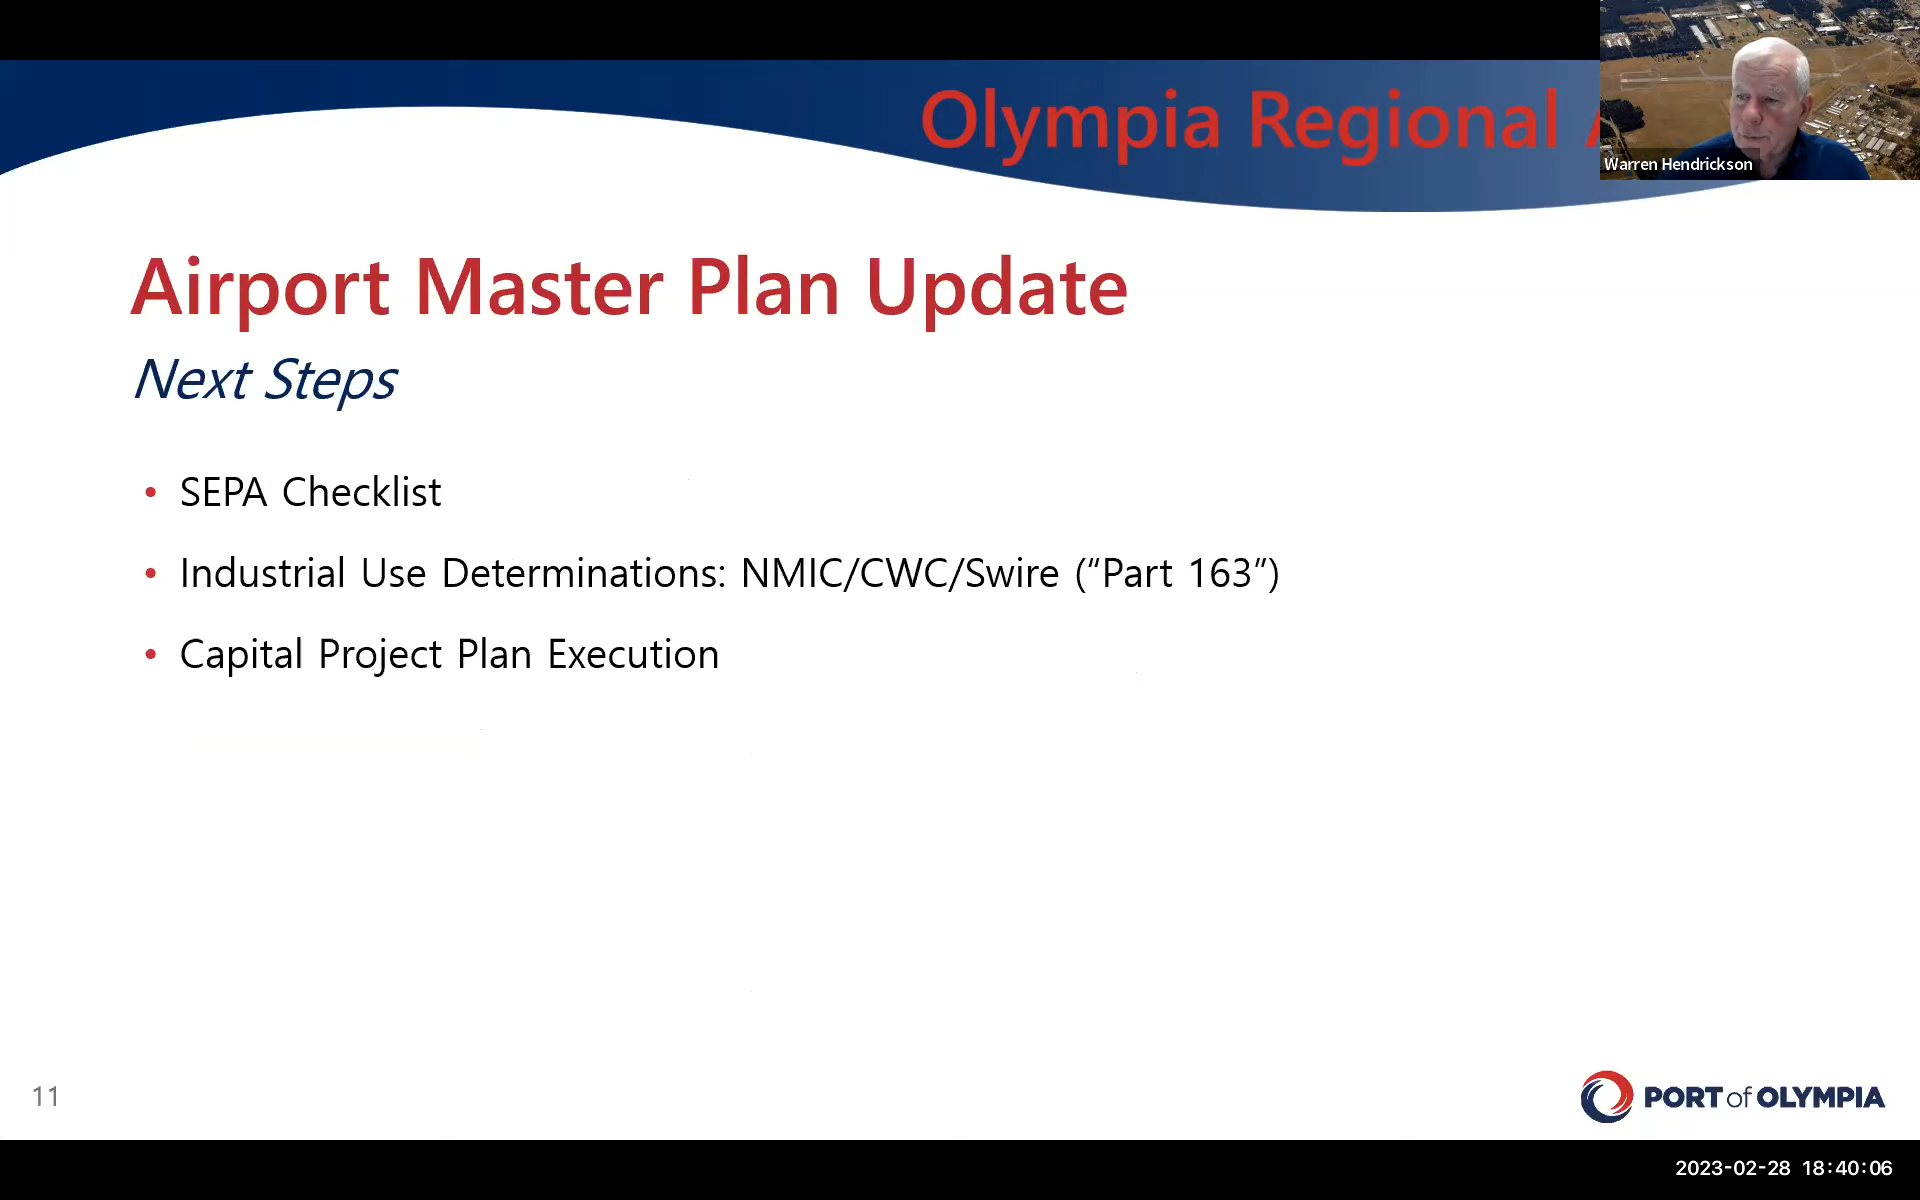 Olympia Regional
Warren Hendrickson
Airport Master Plan Update
Next Steps
• SEPA Checklist
• Industrial Use Determinations: NMIC/CWC/Swire (“Part 163”)
• Capital Project Plan Execution
11
PORT of OLYMPIA
2023-02-28 18:40:06